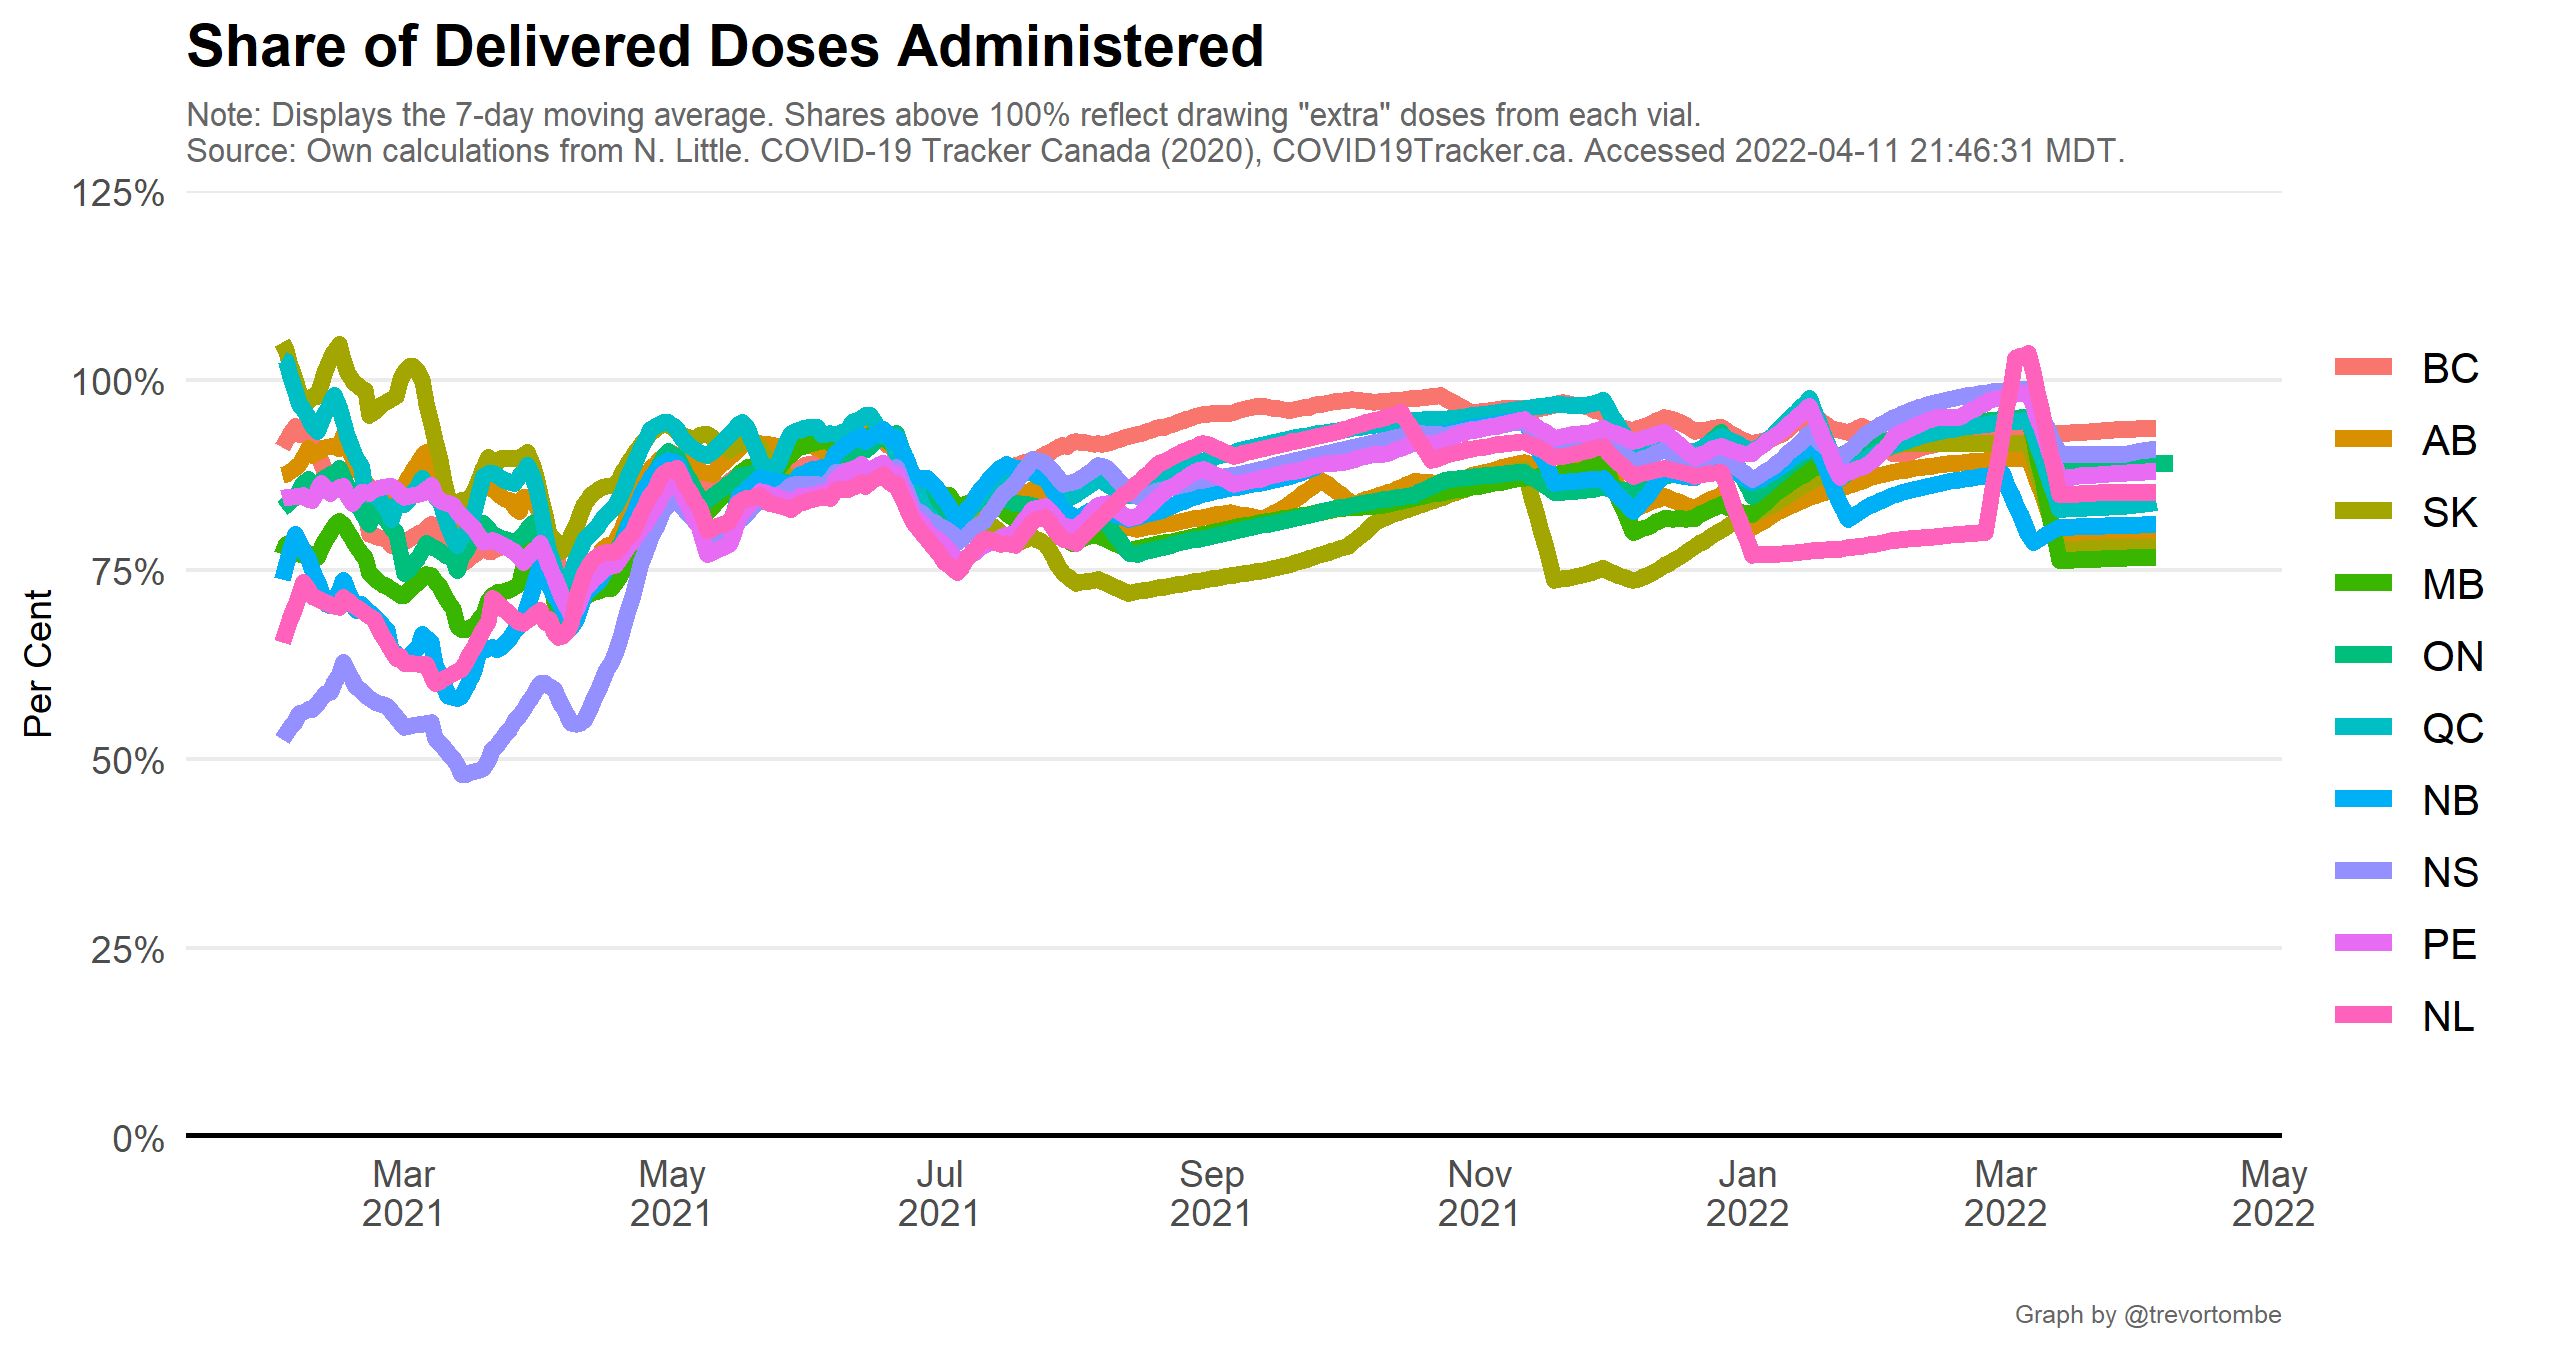 Share of Delivered Doses Administered
Note: Displays the 7-day moving average. Shares above 100% reflect drawing "extra" doses from each vial.
Source: Own calculations from N. Little. COVID-19 Tracker Canada (2020), COVID19Tracker.ca. Accessed 2022-04-11 21:46:31 MDT.
125%
100%
75%
50%
25%
0%
Per Cent
Mar
2021
May
2021
Jul
2021
Sep
2021
Nov
2021
Jan
2022
Mar
2022
May
2022
BC
AB
SK
MB
ON
QC
NB
NS
PE
NL
Graph by @trevortombe